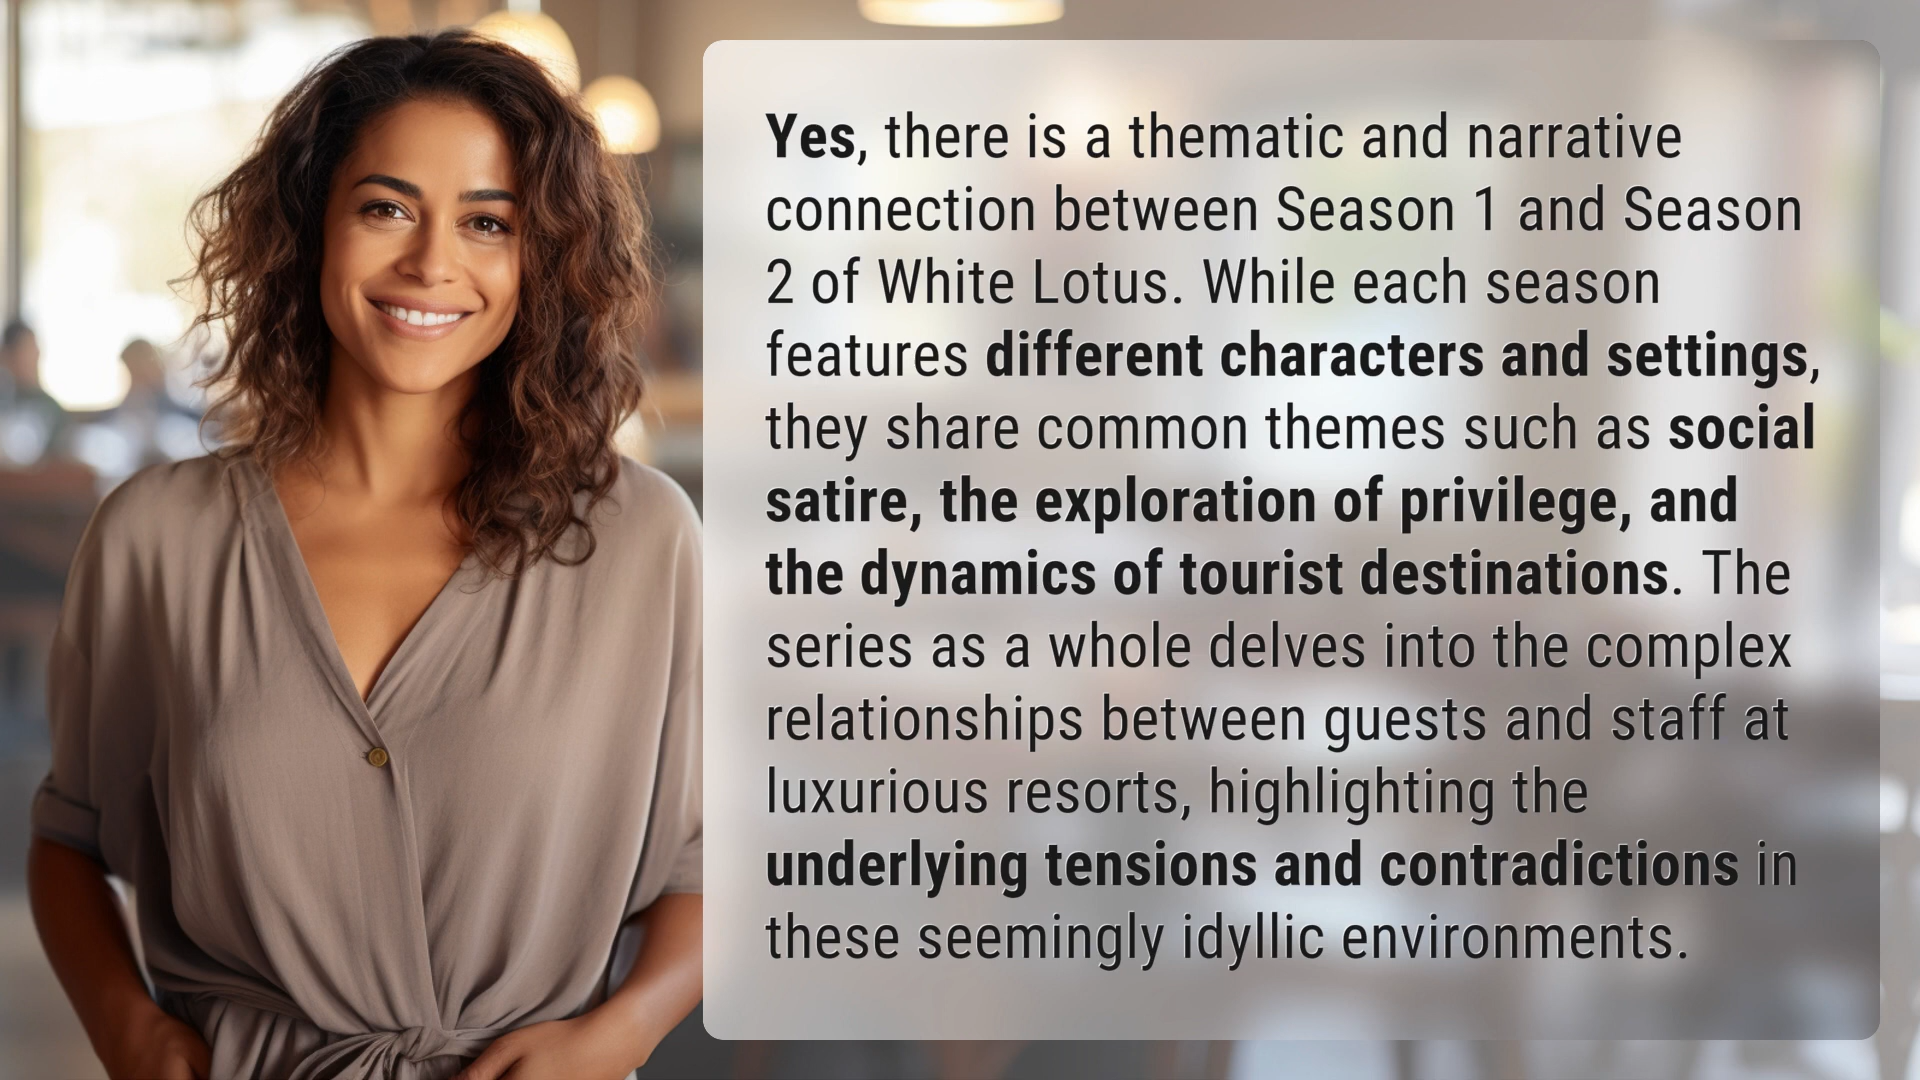 Yes, there is a thematic and narrative
connection between Season 1 and Season
2 of White Lotus. While each season
features different characters and settings,
they share common themes such as social
satire, the exploration of privilege, and
the dynamics of tourist destinations. The
series as a whole delves into the complex
relationships between guests and staff at
luxurious resorts, highlighting the
underlying tensions and contradictions in
these seemingly idyllic environments.